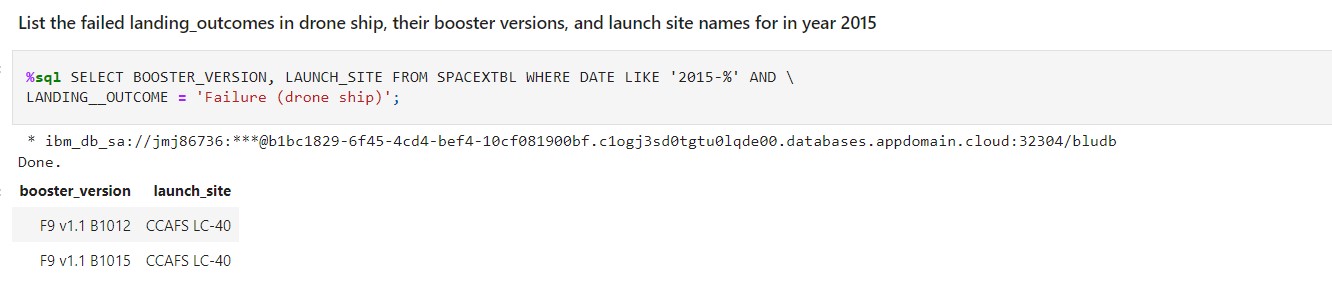 List the failed landing_outcomes in drone ship, their booster versions, and launch site names for in year 2015
%sql SELECT BOOSTER_VERSION, LAUNCH_SITE FROM SPACEXTBL WHERE DATE LIKE '2015-%' AND \
LANDING__OUTCOME = 'Failure (drone ship)';
* ibm_db_sa://jmj86736:***@b1bc1829-6f45-4cd4-bef4-10cf081900bf.c1ogj3sd0tgtu0lqde00.databases.appdomain.cloud:32304/bludb
Done.
booster_version launch_site
F9 v1.1 B1012 CCAFS LC-40
F9 v1.1 B1015 CCAFS LC-40